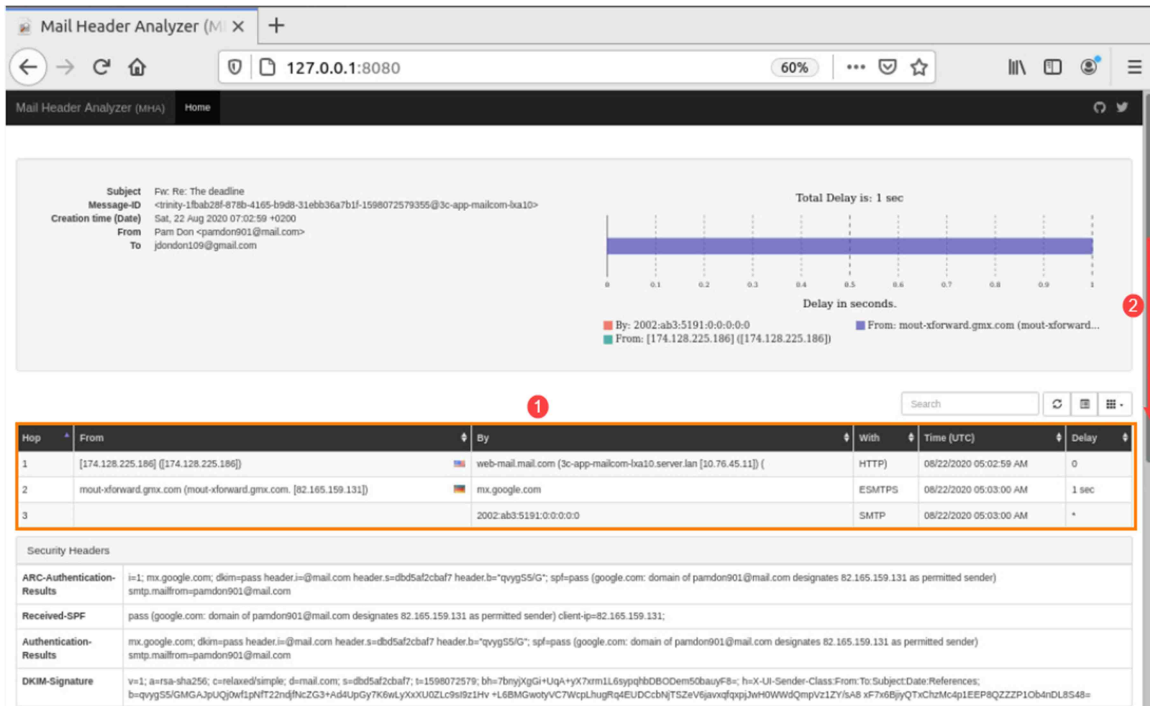 Mail Header Analyzer (M
127.0.0.1:8080
60%
Mail Header Analyzer (MHA) Home
Subject Fw: Re: The deadline
Message-ID <trinity-1fbab28f-878b-4165-b9d8-31ebb36a7b1f-1598072579355@3c-app-mailcom-lxa10>
Creation time (Date) Sat, 22 Aug 2020 07:02:59 +0200
From Pam Don <pamdon901@mail.com>
To jdondon109@gmail.com
Total Delay is: 1 sec
0 0.1 0.2 0.3 0.4 0.5 0.6 0.7 0.8 0.9 1
Delay in seconds.
By: 2002:ab3:5191:0:0:0:0:0 From: mout-xforward.gmx.com (mout-xforward...
From: [174.128.225.186] ([174.128.225.186])
2
Search
1
Hop From By With Time (UTC) Delay
1 [174.128.225.186] ([174.128.225.186]) web-mail.mail.com (3c-app-mailcom-lxa10.server.lan [10.76.45.11]) ( HTTP) 08/22/2020 05:02:59 AM 0
2 mout-xforward.gmx.com (mout-xforward.gmx.com. [82.165.159.131]) mx.google.com ESMTPS 08/22/2020 05:03:00 AM 1 sec
3 2002:ab3:5191:0:0:0:0:0 SMTP 08/22/2020 05:03:00 AM *
Security Headers
ARC-Authentication- i=1; mx.google.com; dkim=pass header.i=@mail.com header.s=dbd5af2cbaf7 header.b="qvygS5/G"; spf=pass (google.com: domain of pamdon901@mail.com designates 82.165.159.131 as permitted sender)
Results smtp.mailfrom=pamdon901@mail.com
Received-SPF pass (google.com: domain of pamdon901@mail.com designates 82.165.159.131 as permitted sender) client-ip=82.165.159.131;
Authentication- mx.google.com; dkim=pass header.i=@mail.com header.s=dbd5af2cbaf7 header.b="qvygS5/G"; spf=pass (google.com: domain of pamdon901@mail.com designates 82.165.159.131 as permitted sender)
Results smtp.mailfrom=pamdon901@mail.com
DKIM-Signature v=1; a=rsa-sha256; c=relaxed/simple; d=mail.com; s=dbd5af2cbaf7; t=1598072579; h=X-UI-Sender-Class:From:To:Subject:Date:References;